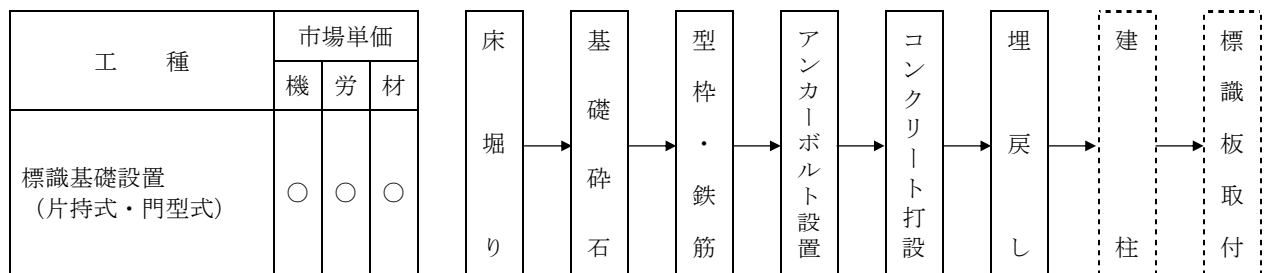 工　種
市場単価
機
労
材
標識基礎設置
（片持式・門型式）
○
○
○
床堀り
基礎砕石
型枠・鉄筋
アンカーボルト設置
コンクリート打設
埋戻し
建柱
標識板取付